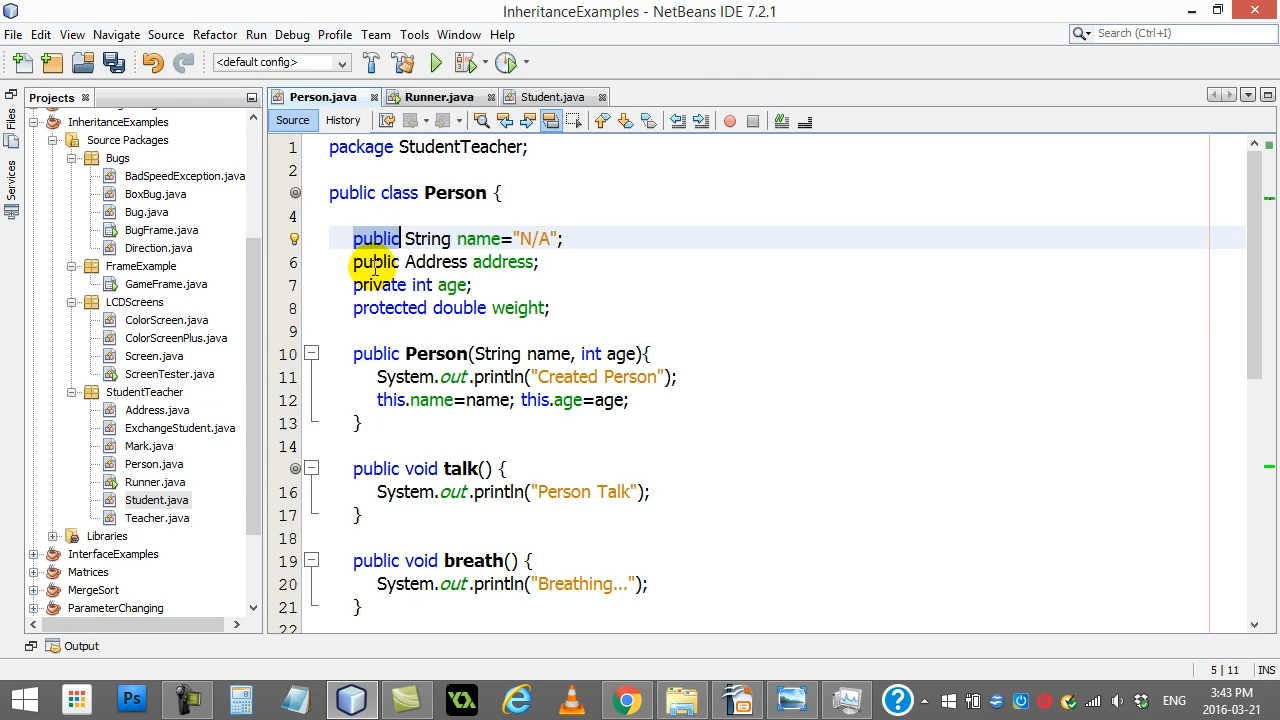 InheritanceExamples - NetBeans IDE 7.2.1
File Edit View Navigate Source Refactor Run Debug Profile Team Tools Window Help
Search (Ctrl+I)
<default config>
Files
Services
Projects
InheritanceExamples
Source Packages
Bugs
BadSpeedException.java
BoxBug.java
Bug.java
BugFrame.java
Direction.java
FrameExample
GameFrame.java
LCDScreens
ColorScreen.java
ColorScreenPlus.java
Screen.java
ScreenTester.java
StudentTeacher
Address.java
ExchangeStudent.java
Mark.java
Person.java
Runner.java
Student.java
Teacher.java
Libraries
InterfaceExamples
Matrices
MergeSort
ParameterChanging
Person.java Runner.java Student.java
Source History
1 package StudentTeacher;
2
3 public class Person {
4
5 public String name="N/A";
6 public Address address;
7 private int age;
8 protected double weight;
9
10 public Person(String name, int age){
11 System.out.println("Created Person");
12 this.name=name; this.age=age;
13 }
14
public void talk() {
16 System.out.println("Person Talk");
17 }
18
19 public void breath() {
20 System.out.println("Breathing...");
21 }
22
Output
5 | 11 INS
Ps
ENG
3:43 PM
2016-03-21